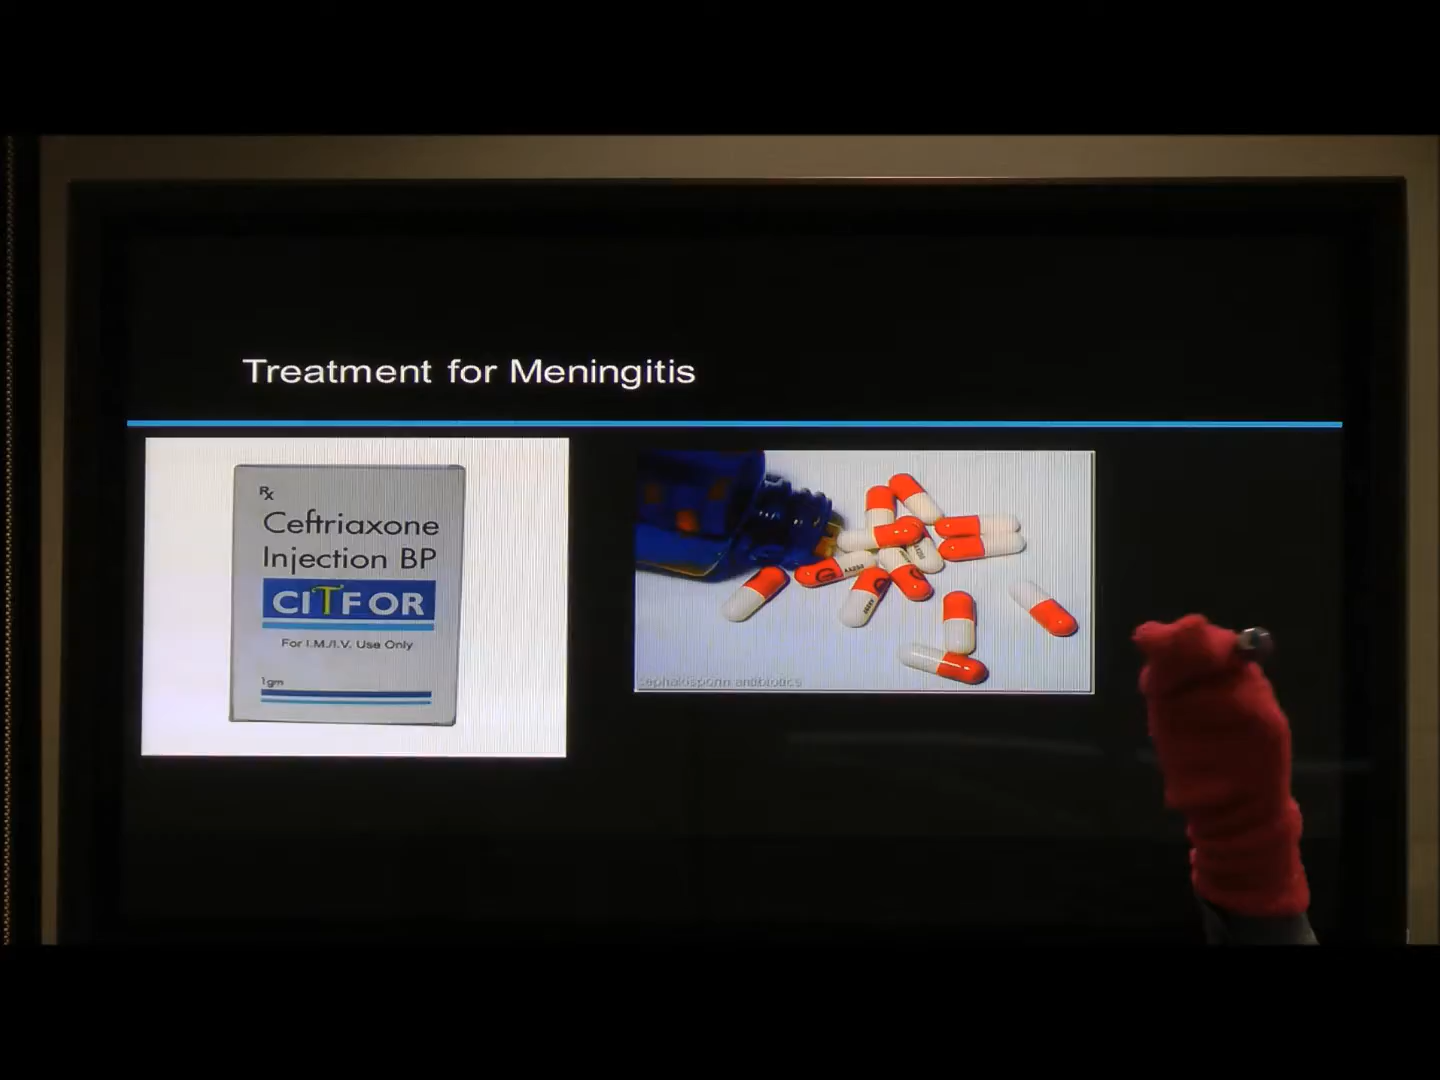 Treatment for Meningitis
Rx
Ceftriaxone
Injection BP
CITFOR
For I.M./I.V. Use Only
1gm
cephalosporin antibiotics